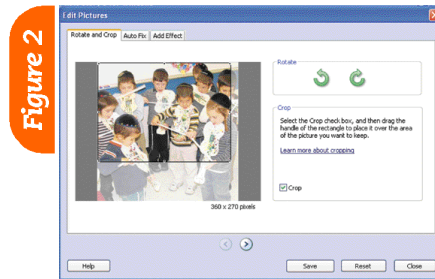 Figure 2
Edit Pictures
Rotate and Crop Auto Fix Add Effect
Rotate
Crop
Select the Crop check box, and then drag the
handle of the rectangle to place it over the area
of the picture you want to keep.
Learn more about cropping
Crop
360 x 270 pixels
Help Save Reset Close